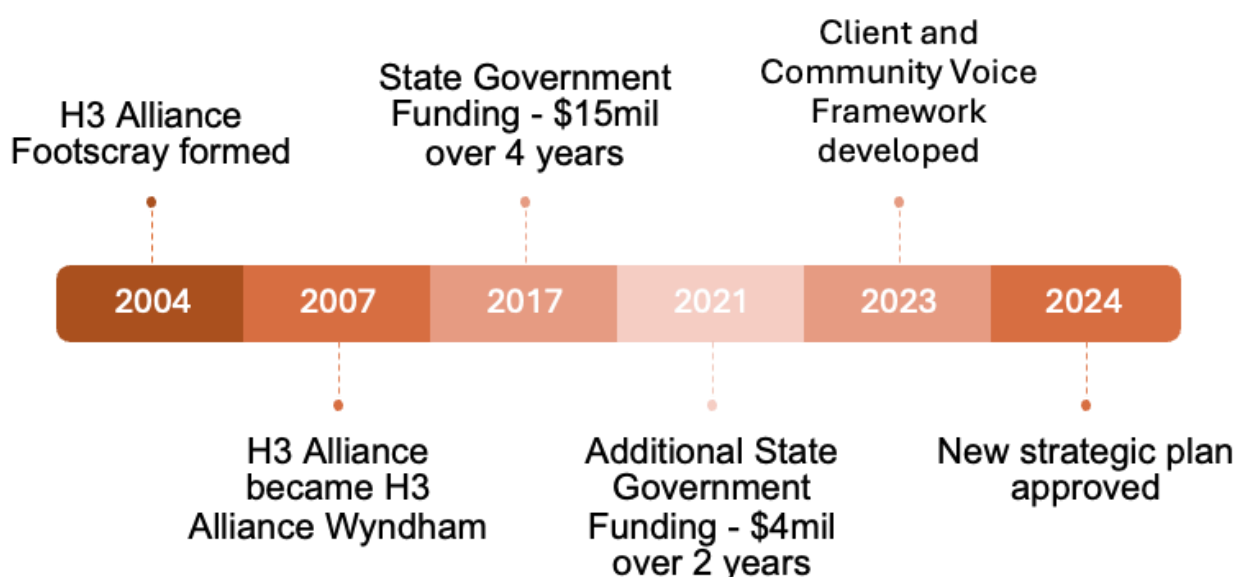 Client and
Community Voice
Framework
developed
State Government
Funding - $15mil
over 4 years
H3 Alliance
Footscray formed
2004
2007
2017
2021
2023
2024
H3 Alliance
became H3
Alliance Wyndham
Additional State
Government
Funding - $4mil
over 2 years
New strategic plan
approved